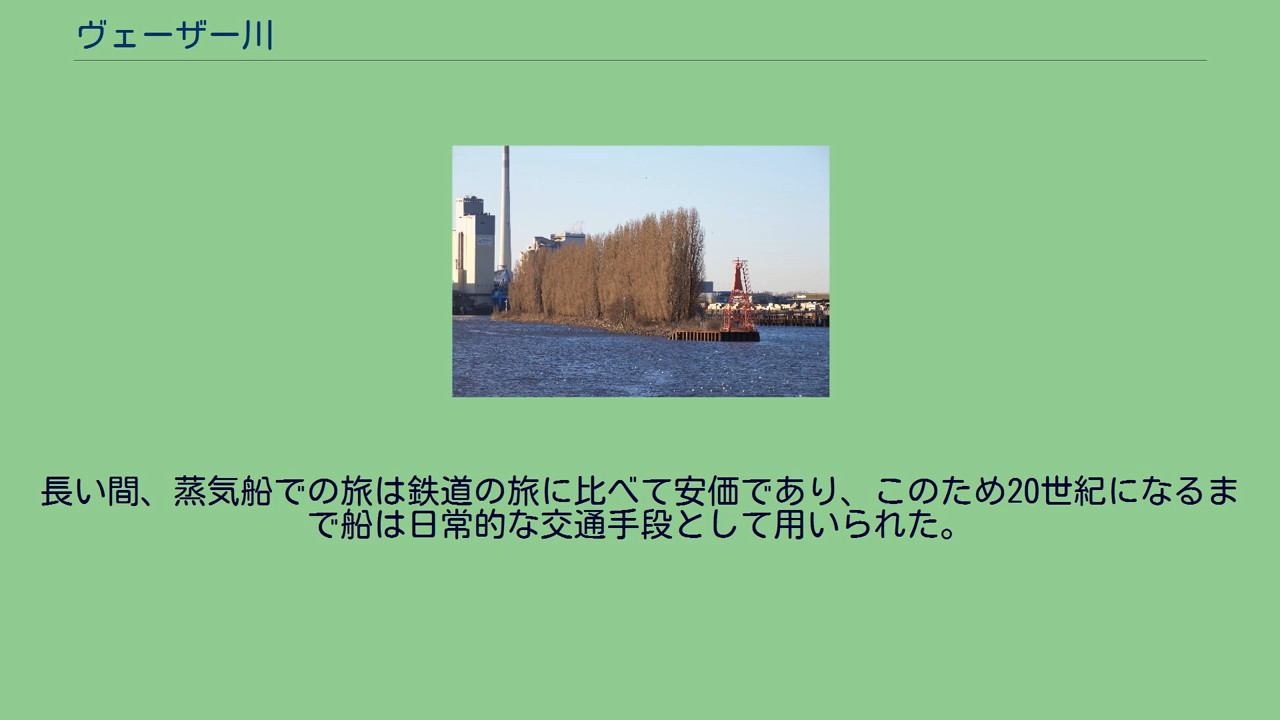 ヴェーザー川
長い間、蒸気船での旅は鉄道の旅に比べて安価であり、このため20世紀になるま
で船は日常的な交通手段として用いられた。